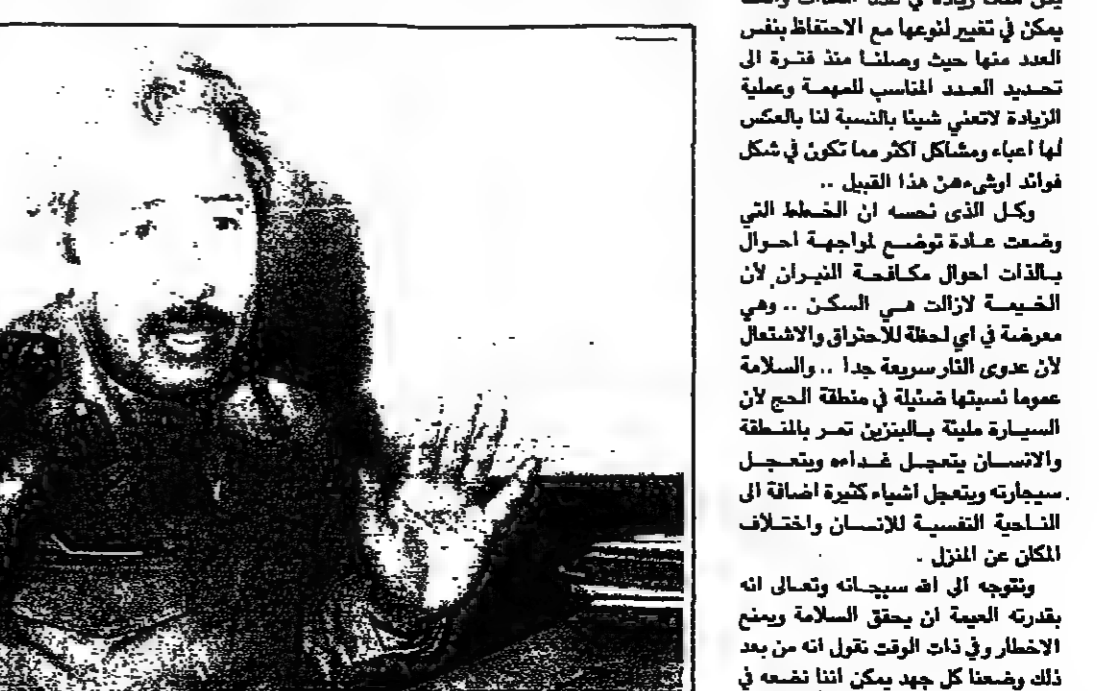 يمكن في تغيير لنوعها مع الاحتفاظ بنفس
العدد منها حيث وصلنا منذ فترة الى
تحديد العدد المناسب للمهمة وعملية
الزيادة لاتعني شيئا بالنسبة لنا بالعكس
لها اعباء ومشاكل اكثر مما تكون في شكل
فوائد اوشيءمن هذا القبيل ..
وكل الذى نحسه ان الخطط التي
وضعت عادة توضع لمواجهة احوال
بالذات احوال مكافحة النيران لأن
الخيمة لازالت هي السكن .. وهي
معرضة في اي لحظة للاحتراق والاشتعال
لأن عدوى النار سريعة جدا .. والسلامة
عموما نسبتها ضئيلة في منطقة الحج لأن
السيارة مليئة بالبنزين تمر بالمنطقة
والانسان يتعجل غداءه ويتعجل
سيجارته ويتعجل اشياء كثيرة اضافة الى
الناحية النفسية للانسان واختلاف
المكان عن المنزل .
ونتوجه الى الله سبحانه وتعالى انه
بقدرته العيمة ان يحقق السلامة ويمنع
الاخطار وفي ذات الوقت نقول انه من بعد
ذلك وضعنا كل جهد يمكن اننا نضعه في